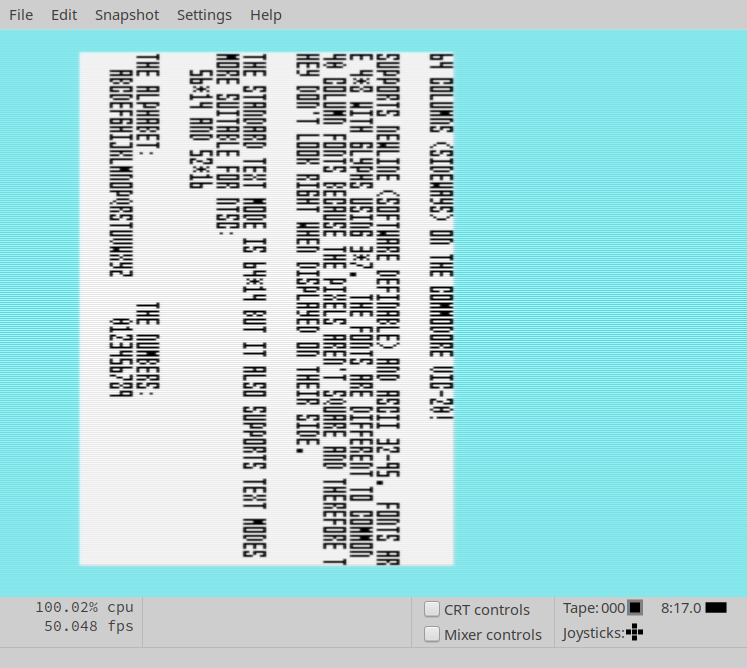 File Edit Snapshot Settings Help
64 COLUMNS (SIDEWAYS) ON THE COMMODORE VIC-20!
SUPPORTS NEWLINE (SOFTWARE DEFINABLE) AND ASCII 32-95. FONTS AR
E 4*8 WITH GLYPHS USING 3*7. THE FONTS ARE DIFFERENT TO COMMON
40 COLUMN FONTS BECAUSE THE PIXELS AREN'T SQUARE AND THEREFORE T
HEY DON'T LOOK RIGHT WHEN DISPLAYED ON THEIR SIDE.
THE STANDARD TEXT MODE IS 64*14 BUT IT ALSO SUPPORTS TEXT MODES
MORE SUITABLE FOR NTSC:
56*14 AND 52*16
THE ALPHABET: THE NUMBERS:
ABCDEFGHIJKLMNOPQRSTUVWXYZ 0123456789
100.02% cpu
50.048 fps
CRT controls
Mixer controls
Tape: 000 8:17.0
Joysticks: